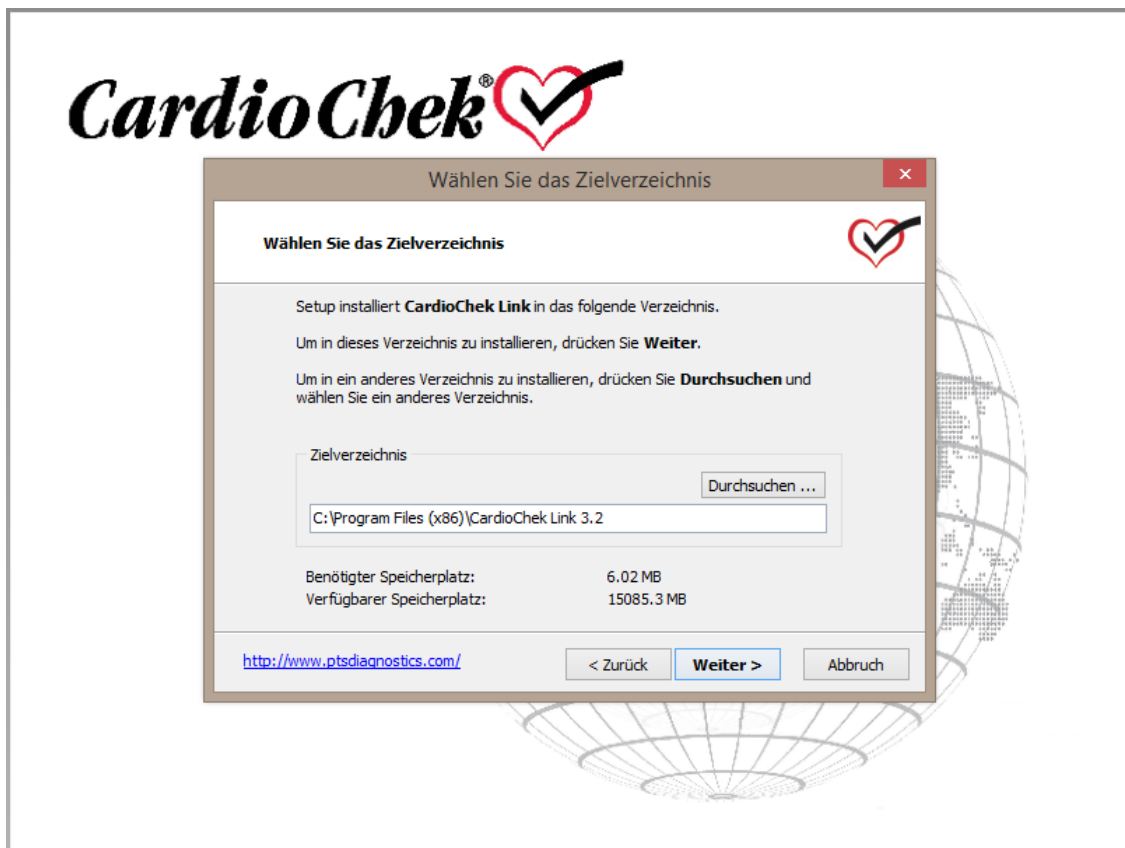 CardioChek®
Wählen Sie das Zielverzeichnis
Wählen Sie das Zielverzeichnis
Setup installiert CardioChek Link in das folgende Verzeichnis.
Um in dieses Verzeichnis zu installieren, drücken Sie Weiter.
Um in ein anderes Verzeichnis zu installieren, drücken Sie Durchsuchen und
wählen Sie ein anderes Verzeichnis.
Zielverzeichnis
Durchsuchen ...
C:\Program Files (x86)\CardioChek Link 3.2
Benötigter Speicherplatz: 6.02 MB
Verfügbarer Speicherplatz: 15085.3 MB
http://www.ptsdiagnostics.com/ < Zurück Weiter > Abbruch